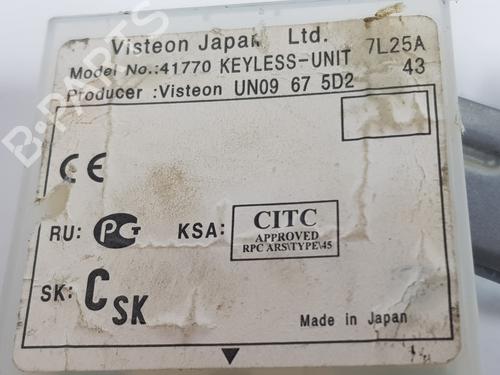 Visteon Japan Ltd. 7L25A
Model No.:41770 KEYLESS-UNIT 43
Producer :Visteon UN09 67 5D2
CE
RU: PG KSA: CITC
APPROVED
RPC ARS\TYPE\45
SK: CSK
Made in Japan
B-PARTS